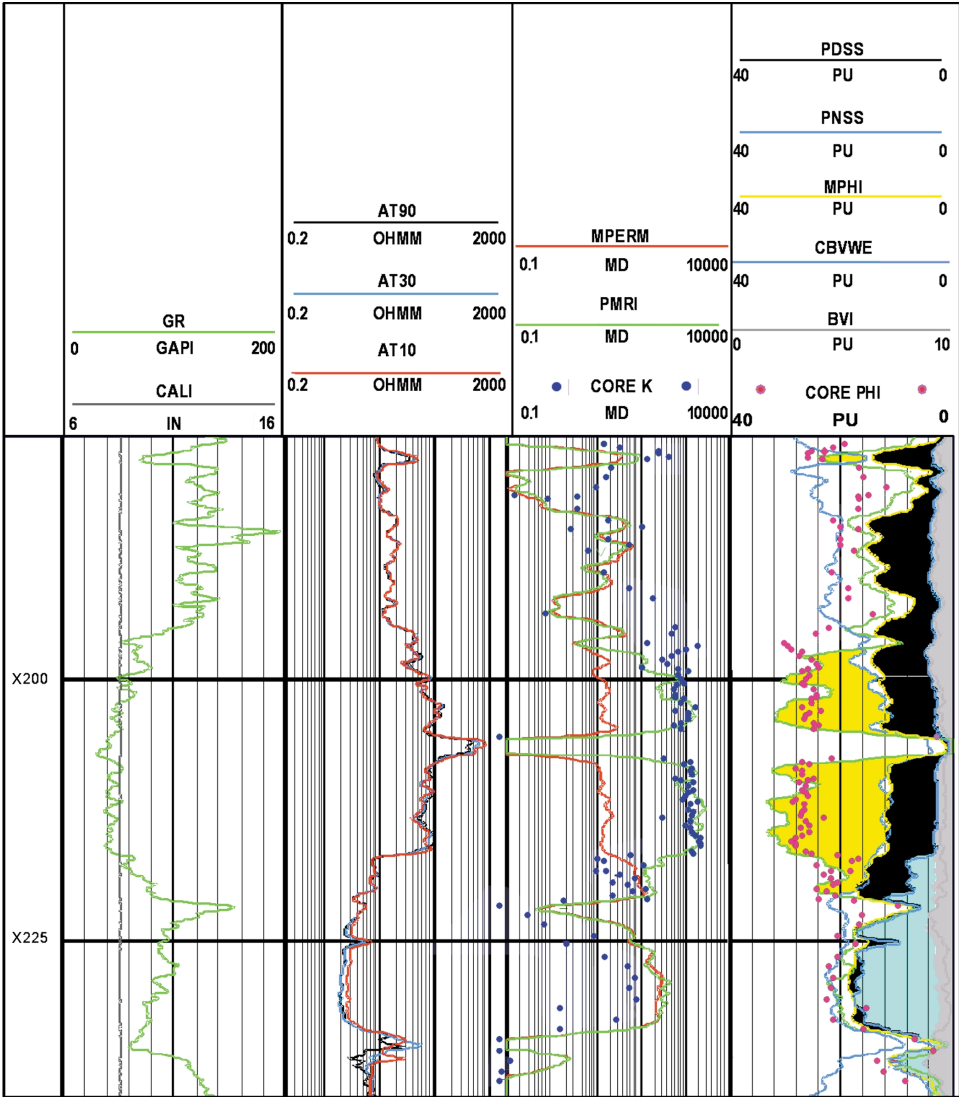 PDSS
40 PU 0
PNSS
40 PU 0
MPHI
40 PU 0
AT90
0.2 OHMM 2000
MPERM
0.1 MD 10000
CBVWE
40 PU 0
AT30
0.2 OHMM 2000
PMRI
0.1 MD 10000
BVI
0 PU 10
GR
0 GAPI 200
AT10
0.2 OHMM 2000
CALI
6 IN 16
CORE K
0.1 MD 10000
CORE PHI
40 PU 0
X200
X225